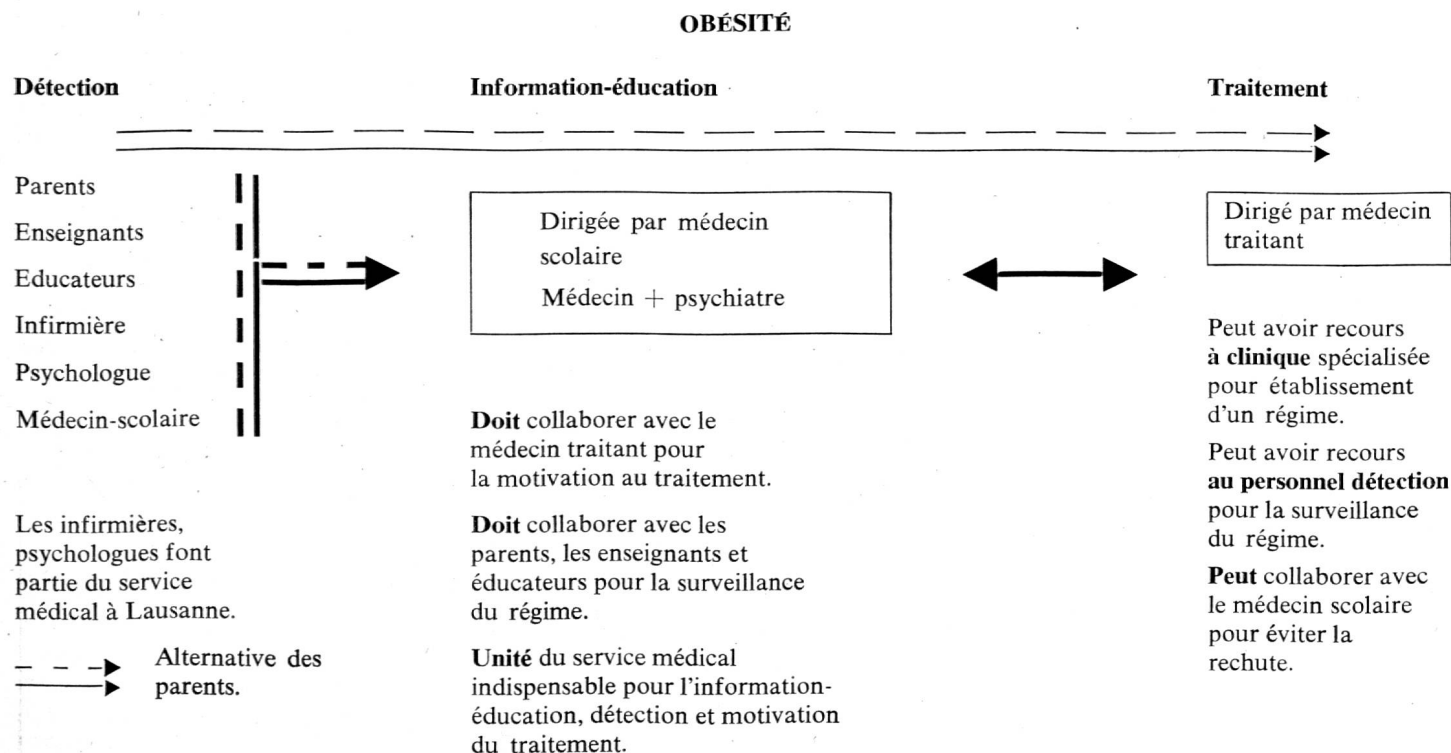 OBÉSITÉ
Détection
Information-éducation
Traitement
Parents
Enseignants
Educateurs
Infirmière
Psychologue
Médecin-scolaire
Les infirmières,
psychologues font
partie du service
médical à Lausanne.
Alternative des
parents.
Dirigée par médecin
scolaire
Médecin + psychiatre
Doit collaborer avec le
médecin traitant pour
la motivation au traitement.
Doit collaborer avec les
parents, les enseignants et
éducateurs pour la surveillance
du régime.
Unité du service médical
indispensable pour l'information-
éducation, détection et motivation
du traitement.
Dirigé par médecin
traitant
Peut avoir recours
à clinique spécialisée
pour établissement
d'un régime.
Peut avoir recours
au personnel détection
pour la surveillance
du régime.
Peut collaborer avec
le médecin scolaire
pour éviter la
rechute.